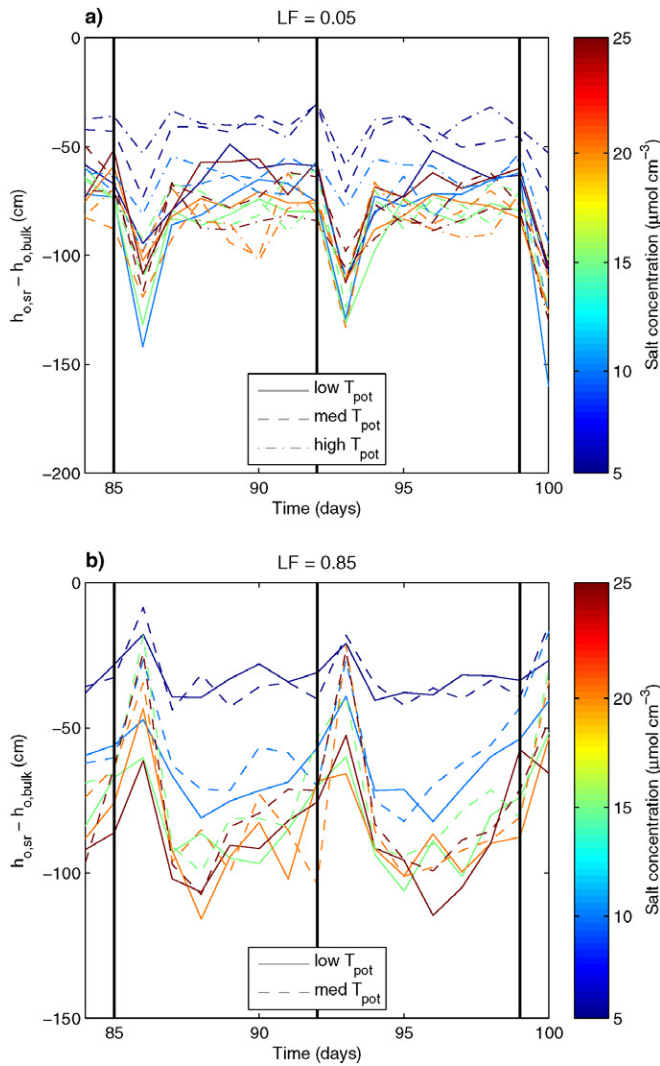 a)
LF = 0.05
0
−50
−100
−150
−200
h_o,sr − h_o,bulk (cm)
low T_pot
med T_pot
high T_pot
85
90
95
100
Time (days)
25
20
15
10
5
Salt concentration (µmol cm⁻³)
b)
LF = 0.85
0
−50
−100
−150
h_o,sr − h_o,bulk (cm)
low T_pot
med T_pot
85
90
95
100
Time (days)
25
20
15
10
5
Salt concentration (µmol cm⁻³)